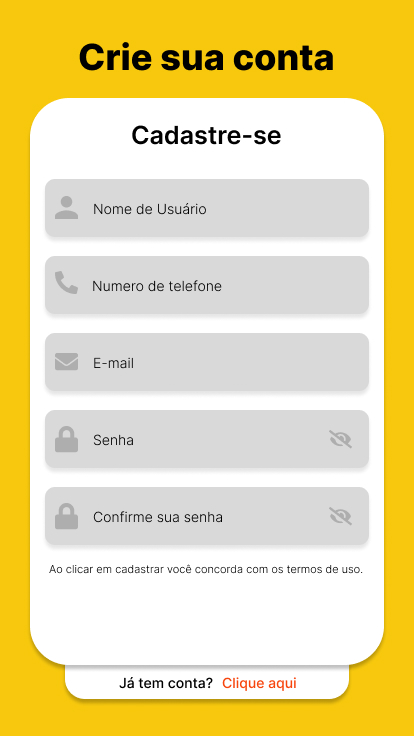 Crie sua conta
Cadastre-se
Nome de Usuário
Numero de telefone
E-mail
Senha
Confirme sua senha
Ao clicar em cadastrar você concorda com os termos de uso.
Já tem conta? Clique aqui